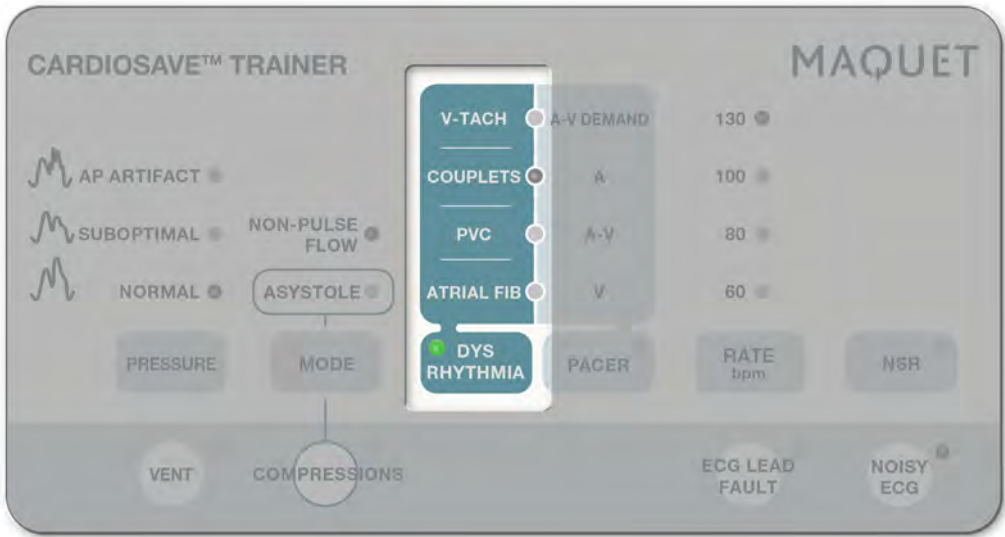 CARDIOSAVE™ TRAINER
MAQUET
V-TACH
A-V DEMAND
130
AP ARTIFACT
COUPLETS
A
100
SUBOPTIMAL
NON-PULSE
FLOW
PVC
A-V
80
NORMAL
ASYSTOLE
ATRIAL FIB
V
60
PRESSURE
MODE
DYS
RHYTHMIA
PACER
RATE
bpm
NSR
VENT
COMPRESSIONS
ECG LEAD
FAULT
NOISY
ECG